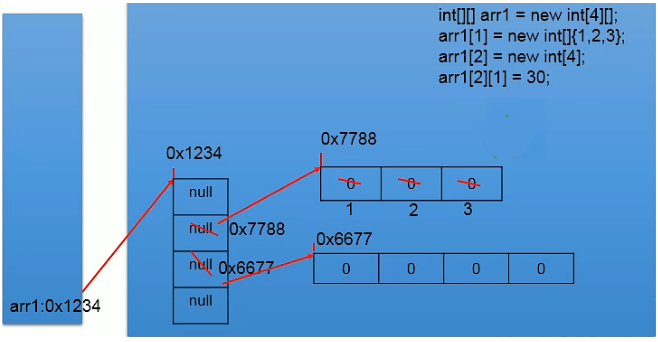 int[][] arr1 = new int[4][];
arr1[1] = new int[]{1,2,3};
arr1[2] = new int[4];
arr1[2][1] = 30;
0x7788
0x1234
0 0 0
null
1 2 3
null 0x7788
0x6677
null 0x6677
0 0 0 0
null
arr1:0x1234